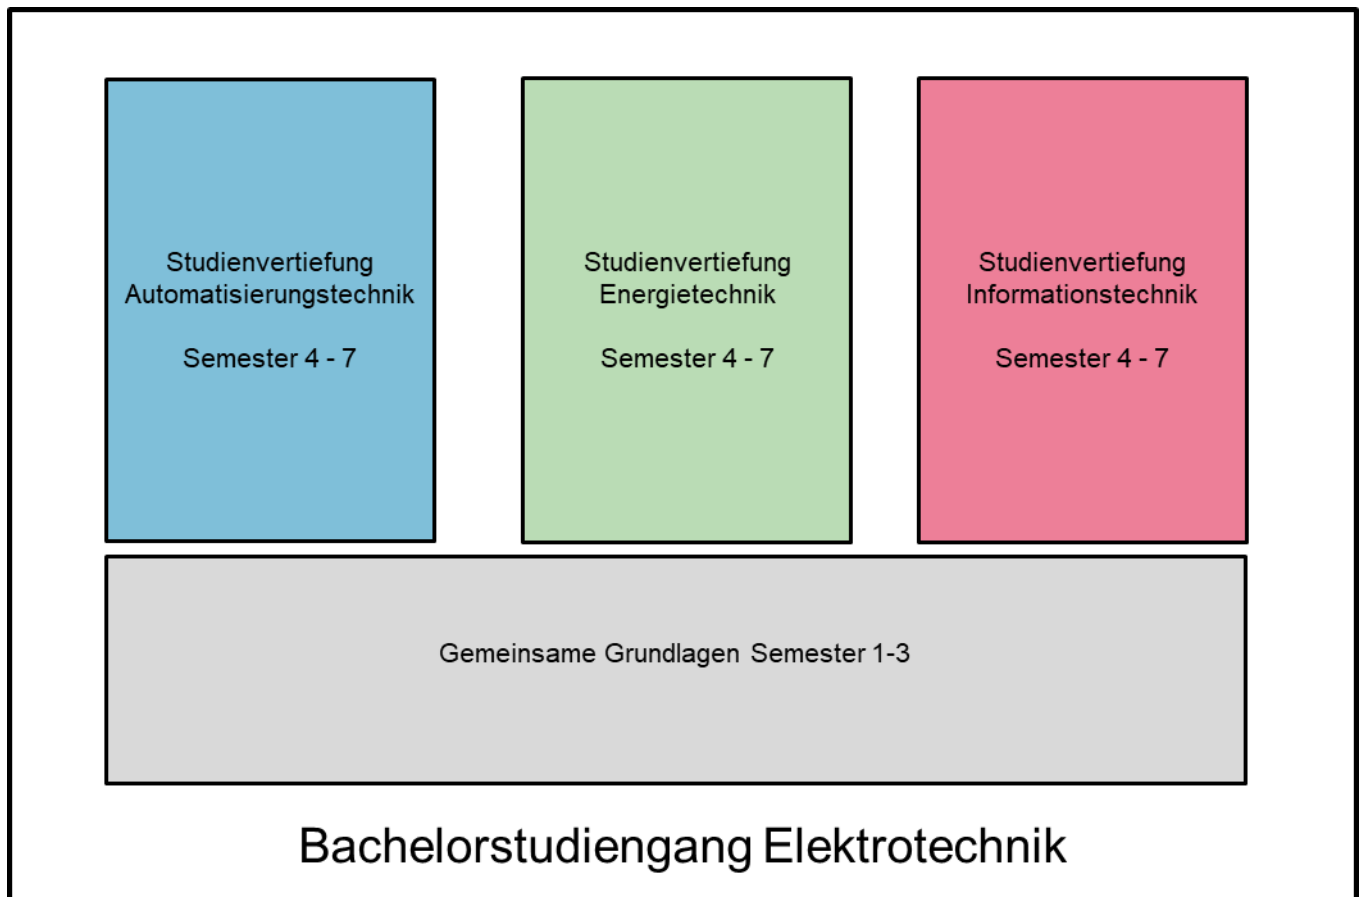 Studienvertiefung
Automatisierungstechnik
Semester 4 - 7
Studienvertiefung
Energietechnik
Semester 4 - 7
Studienvertiefung
Informationstechnik
Semester 4 - 7
Gemeinsame Grundlagen Semester 1-3
Bachelorstudiengang Elektrotechnik